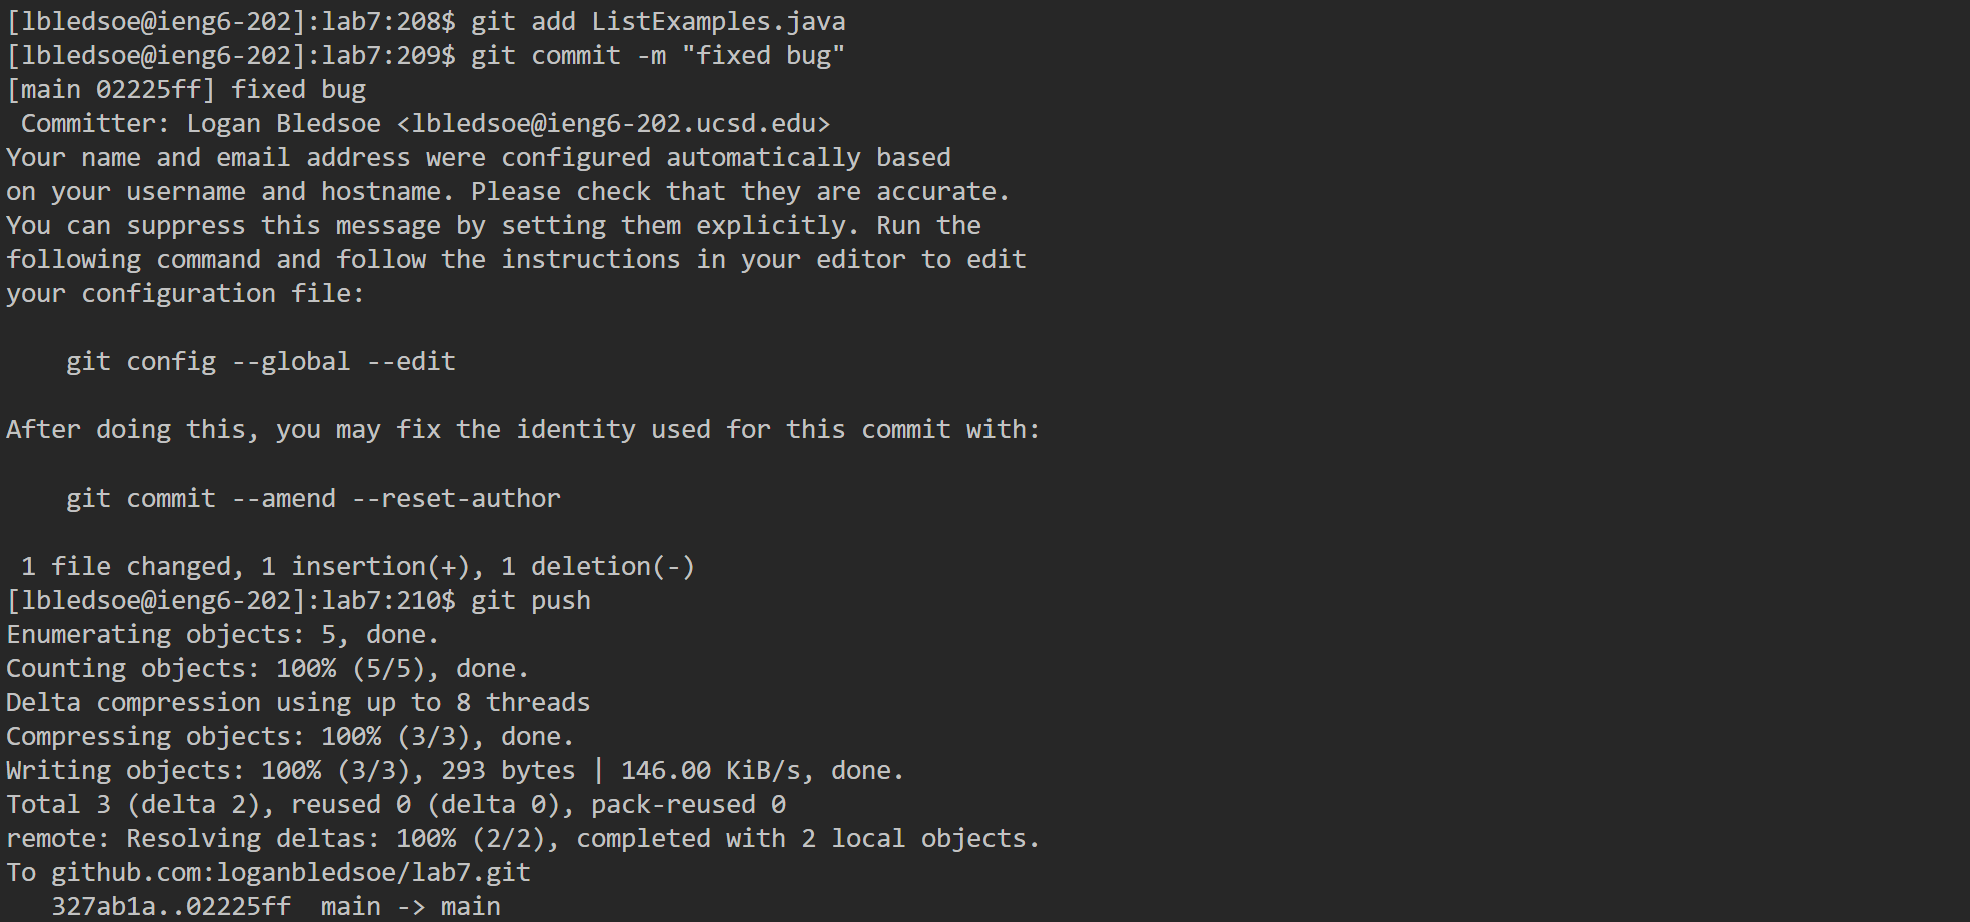 [lbledsoe@ieng6-202]:lab7:208$ git add ListExamples.java
[lbledsoe@ieng6-202]:lab7:209$ git commit -m "fixed bug"
[main 02225ff] fixed bug
 Committer: Logan Bledsoe <lbledsoe@ieng6-202.ucsd.edu>
Your name and email address were configured automatically based
on your username and hostname. Please check that they are accurate.
You can suppress this message by setting them explicitly. Run the
following command and follow the instructions in your editor to edit
your configuration file:

    git config --global --edit

After doing this, you may fix the identity used for this commit with:

    git commit --amend --reset-author

 1 file changed, 1 insertion(+), 1 deletion(-)
[lbledsoe@ieng6-202]:lab7:210$ git push
Enumerating objects: 5, done.
Counting objects: 100% (5/5), done.
Delta compression using up to 8 threads
Compressing objects: 100% (3/3), done.
Writing objects: 100% (3/3), 293 bytes | 146.00 KiB/s, done.
Total 3 (delta 2), reused 0 (delta 0), pack-reused 0
remote: Resolving deltas: 100% (2/2), completed with 2 local objects.
To github.com:loganbledsoe/lab7.git
   327ab1a..02225ff  main -> main